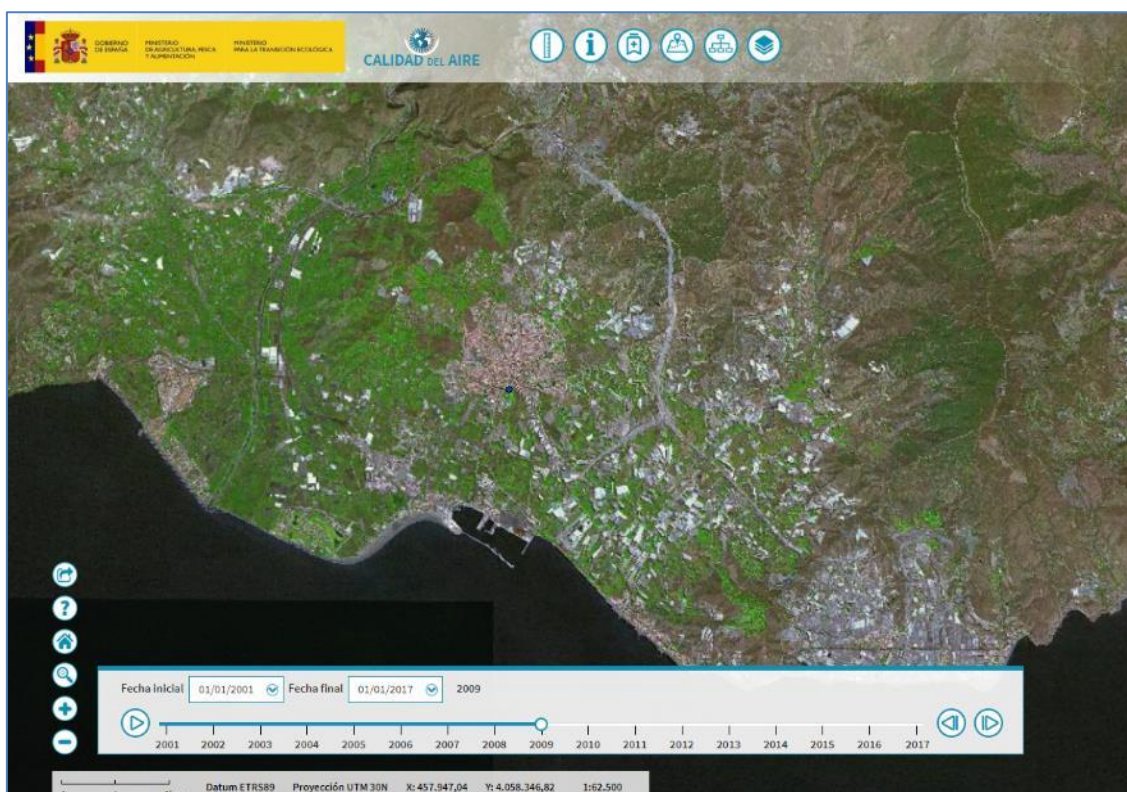 GOBIERNO
DE ESPAÑA
MINISTERIO
DE AGRICULTURA, PESCA
Y ALIMENTACIÓN
MINISTERIO
PARA LA TRANSICIÓN ECOLÓGICA
CALIDAD DEL AIRE
Fecha inicial 01/01/2001 Fecha final 01/01/2017 2009
2001 2002 2003 2004 2005 2006 2007 2008 2009 2010 2011 2012 2013 2014 2015 2016 2017
Datum ETRS89 Proyección UTM 30N X: 457.947,04 Y: 4.058.346,82 1:62.500